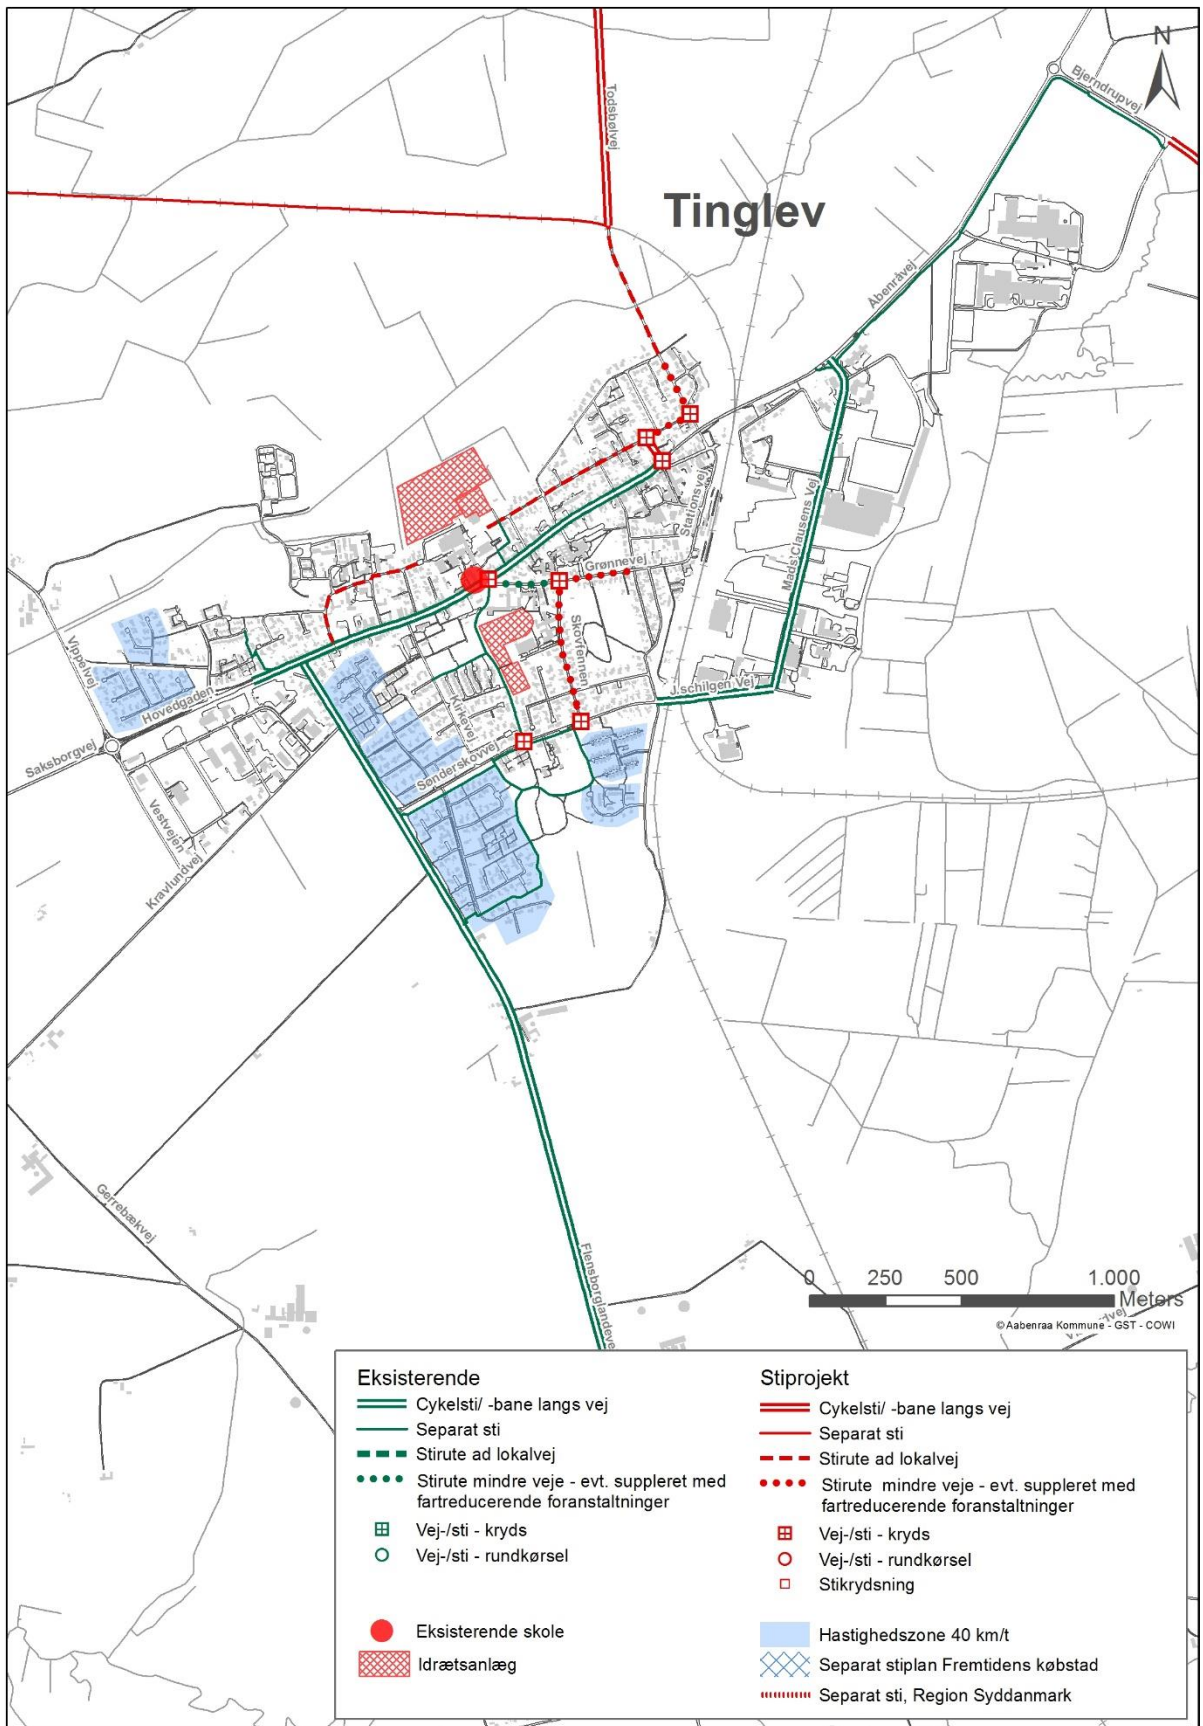 N
Bjerndrupvej
Todsbølvej
Tinglev
Åbenråvej
Stationsvej
Mads Clausens Vej
Grønnevej
Skovfennen
Vippelvej
Hovedgaden
J.schilgen Vej
Kirkevej
Saksborgvej
Sønderskovvej
Vestvejen
Kravlundvej
Gerrebækvej
Flensborglandeve
0 250 500 1.000
Meters
©Aabenraa Kommune - GST - COWI
Eksisterende
Cykelsti/ -bane langs vej
Separat sti
Stirute ad lokalvej
Stirute mindre veje - evt. suppleret med
fartreducerende foranstaltninger
Vej-/sti - kryds
Vej-/sti - rundkørsel
Eksisterende skole
Idrætsanlæg
Stiprojekt
Cykelsti/ -bane langs vej
Separat sti
Stirute ad lokalvej
Stirute mindre veje - evt. suppleret med
fartreducerende foranstaltninger
Vej-/sti - kryds
Vej-/sti - rundkørsel
Stikrydsning
Hastighedszone 40 km/t
Separat stiplan Fremtidens købstad
Separat sti, Region Syddanmark